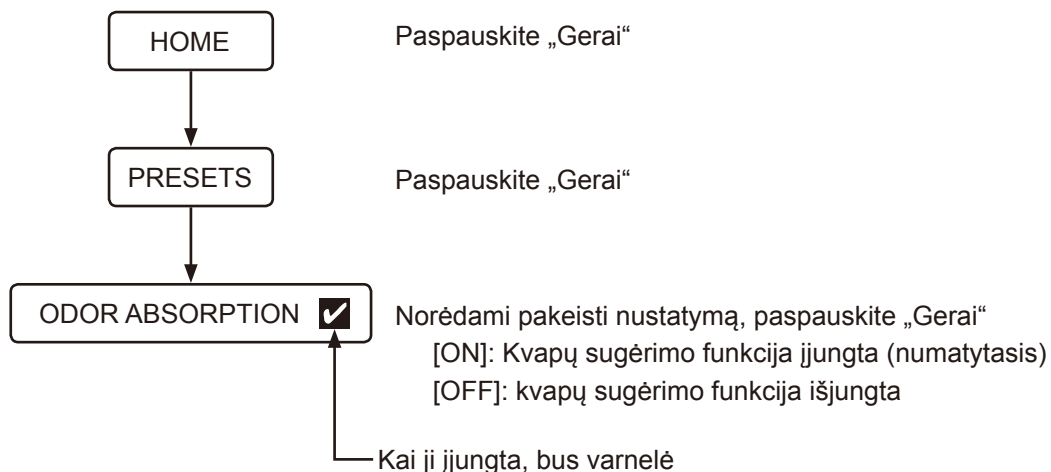 HOME
Paspauskite „Gerai“
PRESETS
Paspauskite „Gerai“
ODOR ABSORPTION ✔
Norėdami pakeisti nustatymą, paspauskite „Gerai“
[ON]: Kvapų sugėrimo funkcija įjungta (numatytasis)
[OFF]: kvapų sugėrimo funkcija išjungta
Kai ji įjungta, bus varnelė